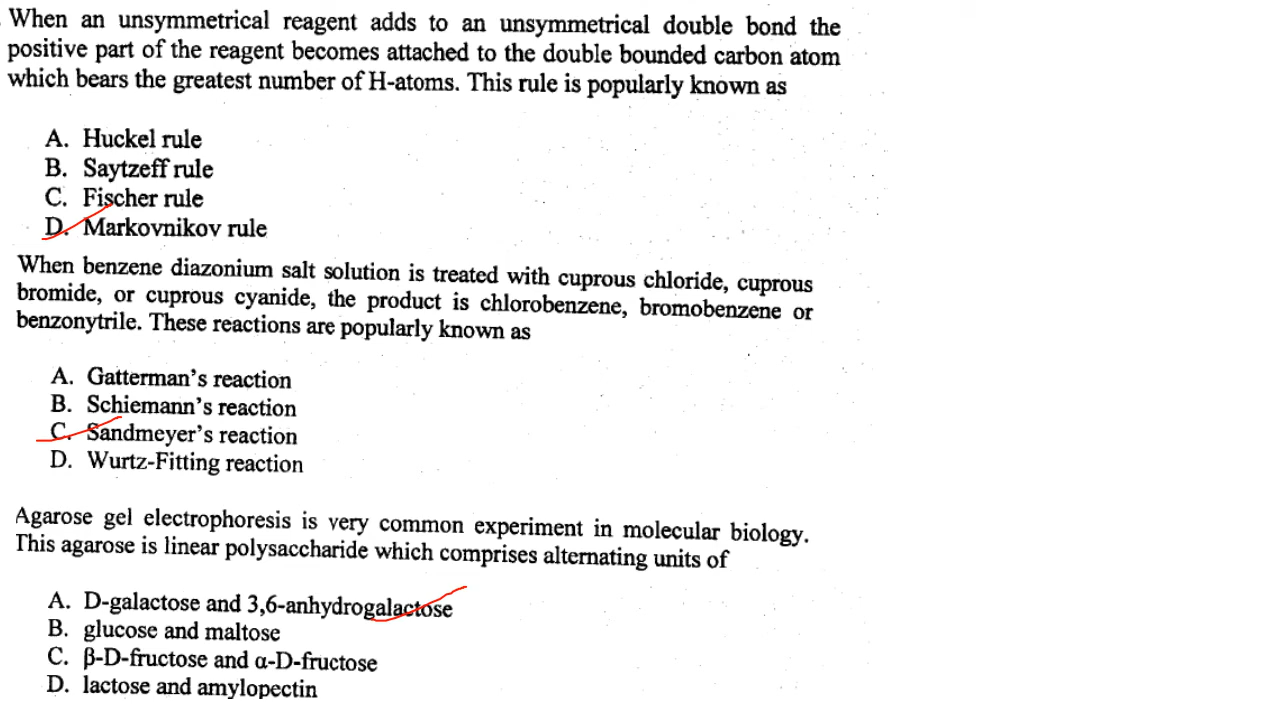 When an unsymmetrical reagent adds to an unsymmetrical double bond the
positive part of the reagent becomes attached to the double bounded carbon atom
which bears the greatest number of H-atoms. This rule is popularly known as
A. Huckel rule
B. Saytzeff rule
C. Fischer rule
D. Markovnikov rule
When benzene diazonium salt solution is treated with cuprous chloride, cuprous
bromide, or cuprous cyanide, the product is chlorobenzene, bromobenzene or
benzonytrile. These reactions are popularly known as
A. Gatterman's reaction
B. Schiemann's reaction
C. Sandmeyer's reaction
D. Wurtz-Fitting reaction
Agarose gel electrophoresis is very common experiment in molecular biology.
This agarose is linear polysaccharide which comprises alternating units of
A. D-galactose and 3,6-anhydrogalactose
B. glucose and maltose
C. β-D-fructose and α-D-fructose
D. lactose and amylopectin